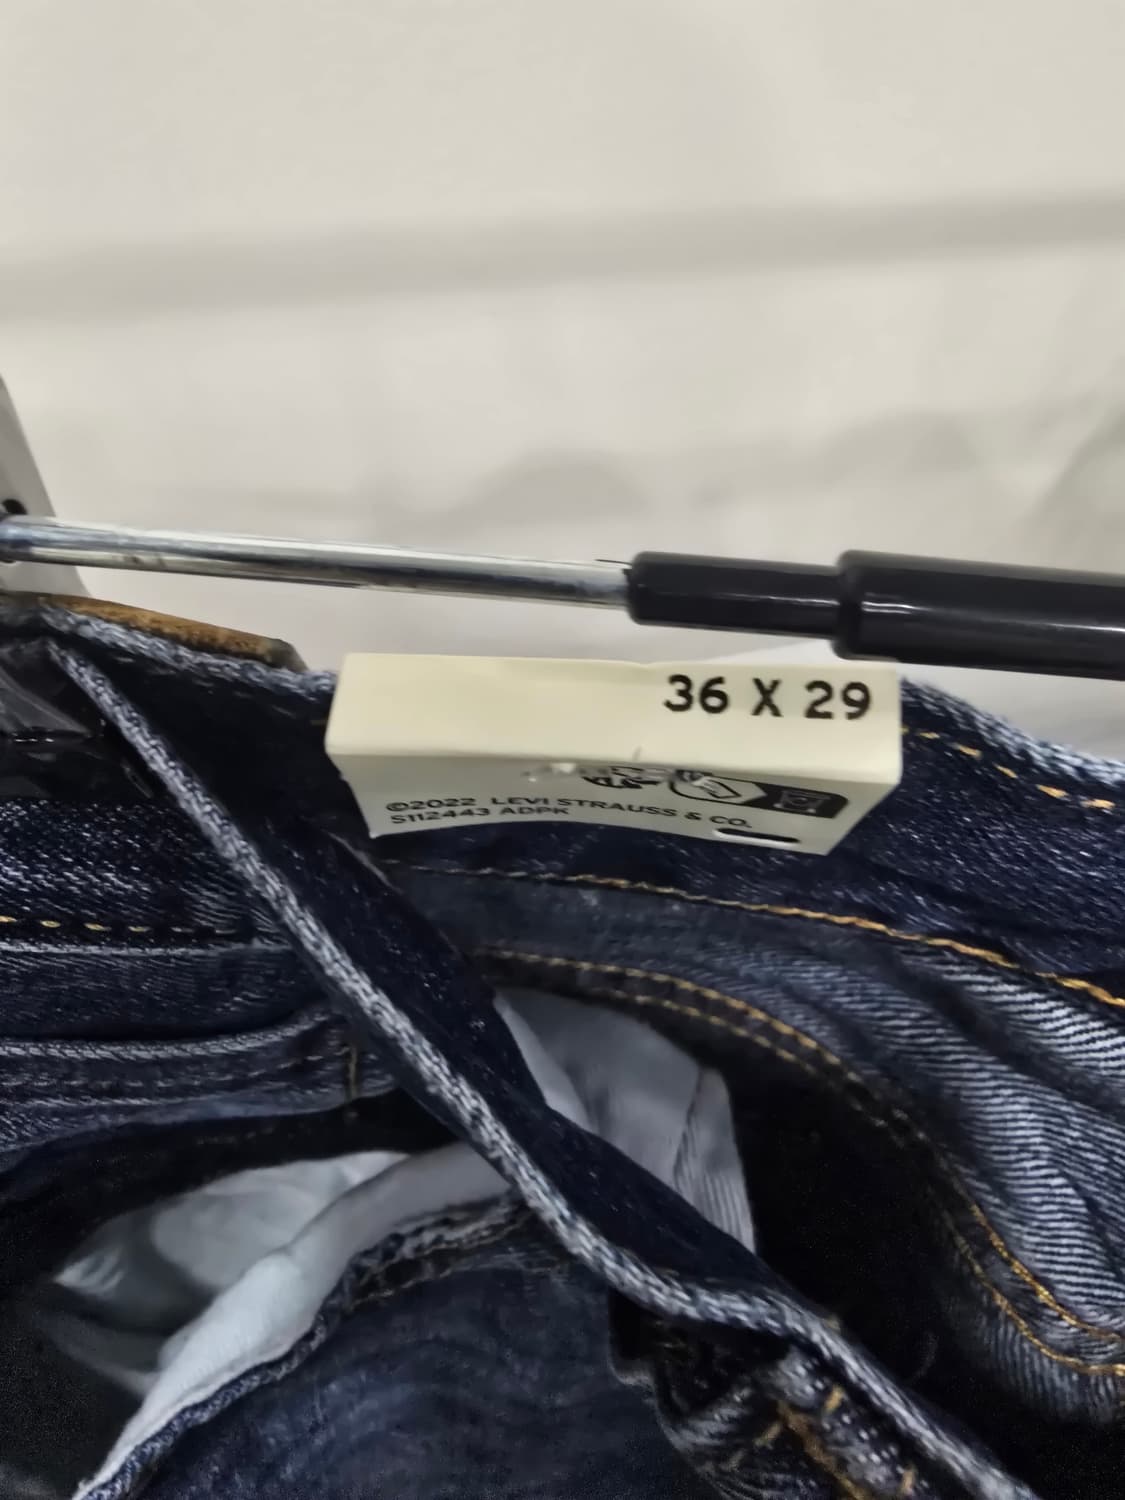 36 X 29
©2022 LEVI STRAUSS & CO.
S112443 ADPK